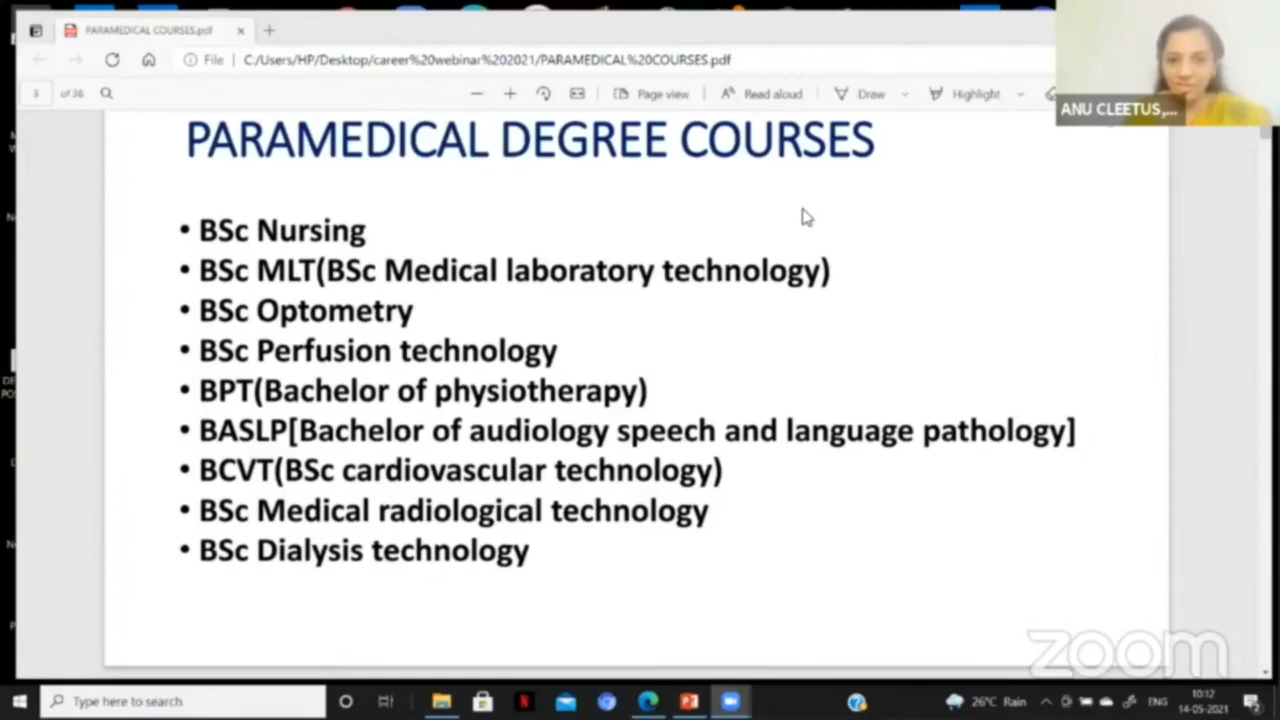 PARAMEDICAL COURSES.pdf
File
C:/Users/HP/Desktop/career%20webinar%202021/PARAMEDICAL%20COURSES.pdf
3 of 36
Page view
Read aloud
Draw
Highlight
ANU CLEETUS,...
PARAMEDICAL DEGREE COURSES
• BSc Nursing
• BSc MLT(BSc Medical laboratory technology)
• BSc Optometry
• BSc Perfusion technology
• BPT(Bachelor of physiotherapy)
• BASLP[Bachelor of audiology speech and language pathology]
• BCVT(BSc cardiovascular technology)
• BSc Medical radiological technology
• BSc Dialysis technology
zoom
Type here to search
26°C Rain
ENG
10:12
14-05-2021